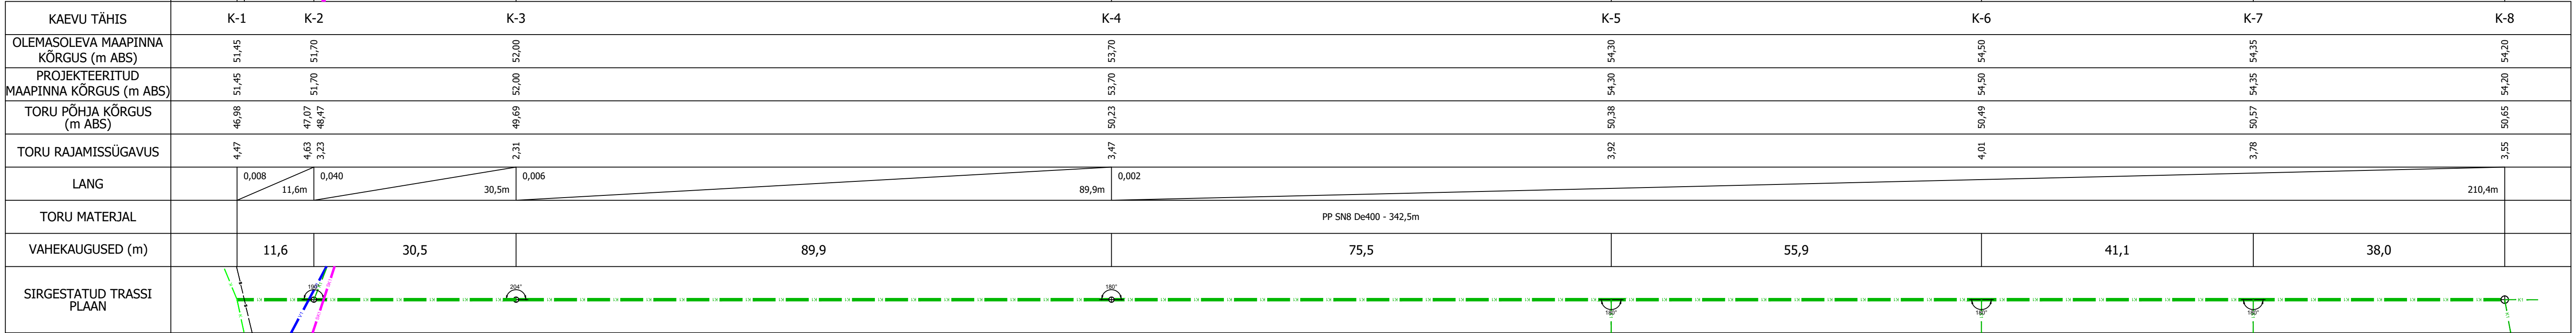 KAEVU TÄHIS K-1 K-2 K-3 K-4 K-5 K-6 K-7 K-8
OLEMASOLEVA MAAPINNA
KÕRGUS (m ABS) 51,45 51,70 52,00 53,70 54,30 54,50 54,35 54,20
PROJEKTEERITUD
MAAPINNA KÕRGUS (m ABS) 51,45 51,70 52,00 53,70 54,30 54,50 54,35 54,20
TORU PÕHJA KÕRGUS
(m ABS) 46,98 47,07 48,47 49,69 50,23 50,38 50,49 50,57 50,65
TORU RAJAMISSÜGAVUS 4,47 4,63 3,23 2,31 3,47 3,92 4,01 3,78 3,55
LANG 0,008 11,6m 0,040 30,5m 0,006 89,9m 0,002 210,4m
TORU MATERJAL PP SN8 De400 - 342,5m
VAHEKAUGUSED (m) 11,6 30,5 89,9 75,5 55,9 41,1 38,0
SIRGESTATUD TRASSI
PLAAN 204° 180° 180° 180° 180°